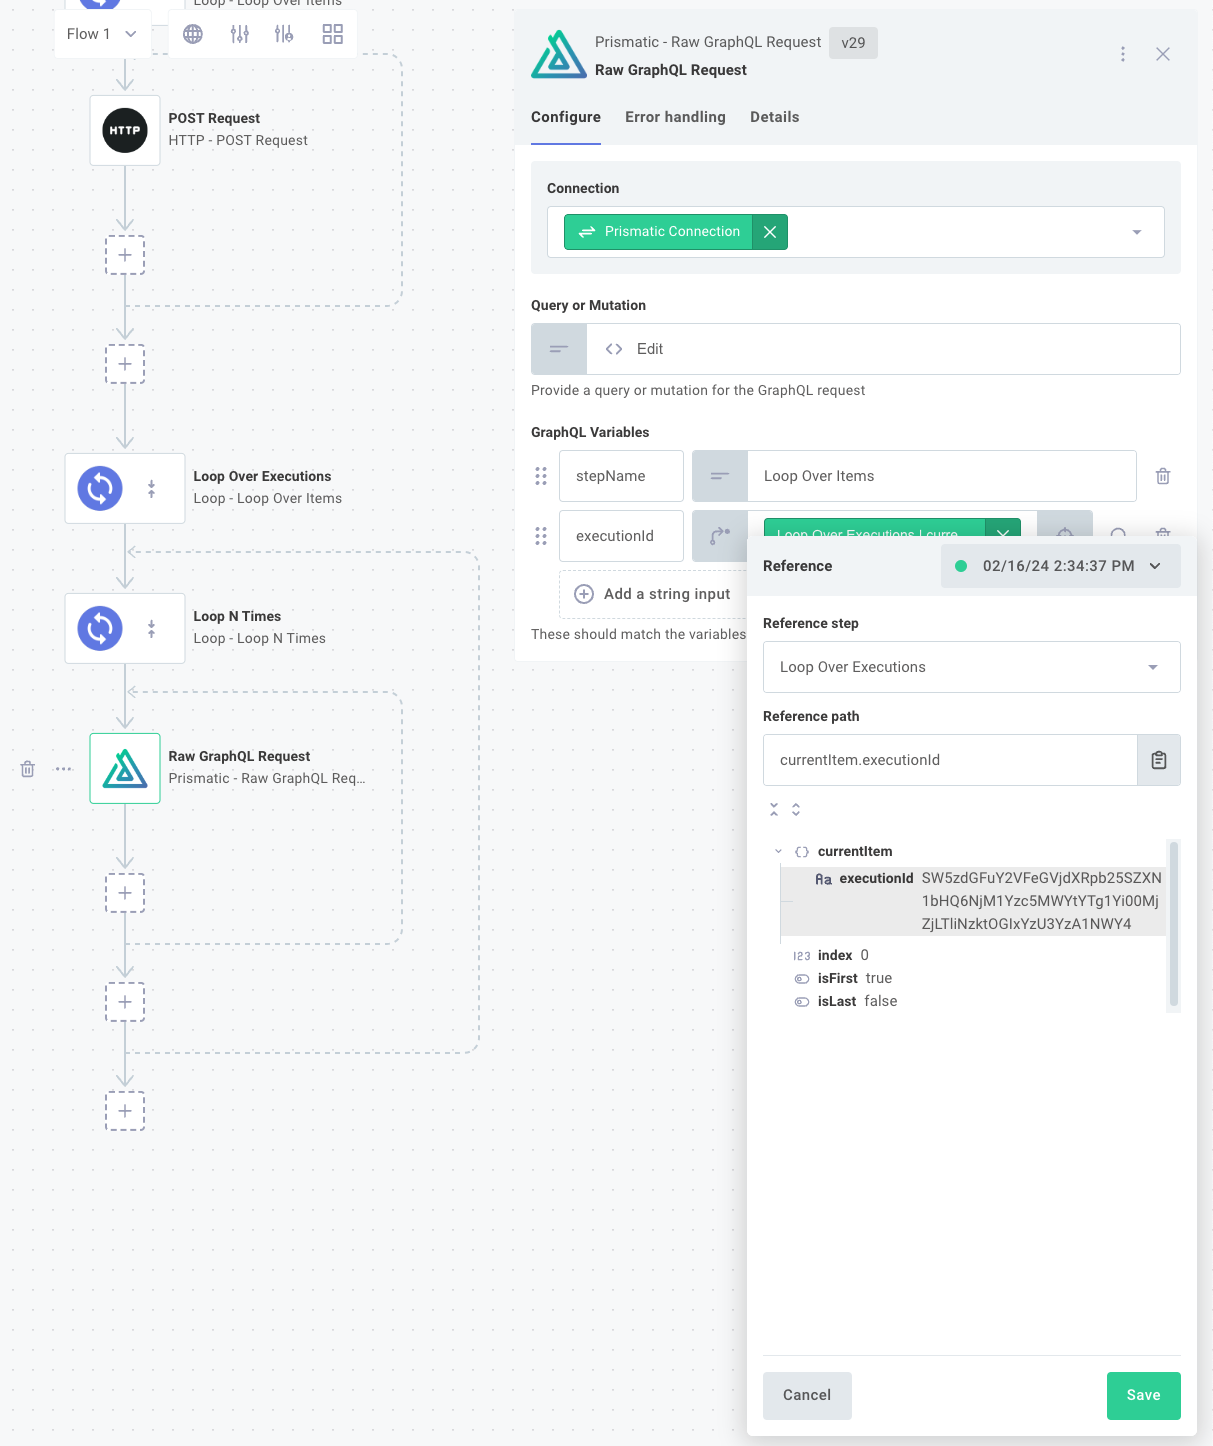 Loop - Loop Over Items
Flow 1
HTTP
POST Request
HTTP - POST Request
Loop Over Executions
Loop - Loop Over Items
Loop N Times
Loop - Loop N Times
Raw GraphQL Request
Prismatic - Raw GraphQL Req...
Prismatic - Raw GraphQL Request v29
Raw GraphQL Request
Configure Error handling Details
Connection
Prismatic Connection
Query or Mutation
Edit
Provide a query or mutation for the GraphQL request
GraphQL Variables
stepName Loop Over Items
executionId Loop Over Executions | curre
Add a string input
These should match the variables
Reference 02/16/24 2:34:37 PM
Reference step
Loop Over Executions
Reference path
currentItem.executionId
currentItem
Aa executionId SW5zdGFuY2VFeGVjdXRpb25SZXN
1bHQ6NjM1Yzc5MWYtYTg1Yi00Mj
ZjLTliNzktOGIxYzU3YzA1NWY4
123 index 0
isFirst true
isLast false
Cancel Save